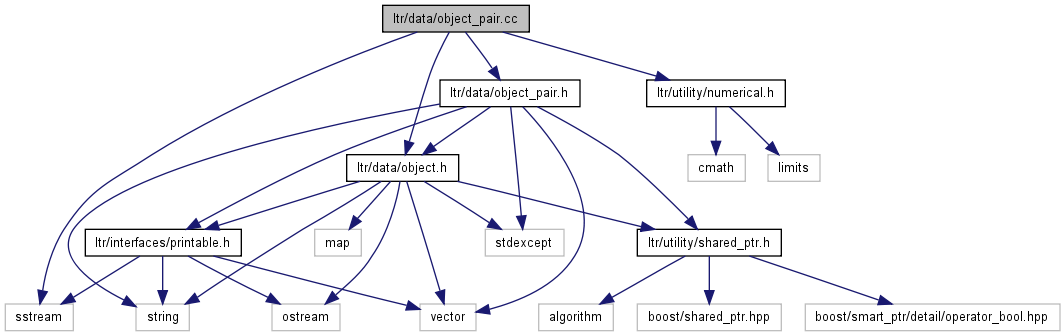 ltr/data/object_pair.cc
ltr/data/object_pair.h
ltr/utility/numerical.h
ltr/data/object.h
cmath
limits
ltr/interfaces/printable.h
map
stdexcept
ltr/utility/shared_ptr.h
sstream
string
ostream
vector
algorithm
boost/shared_ptr.hpp
boost/smart_ptr/detail/operator_bool.hpp